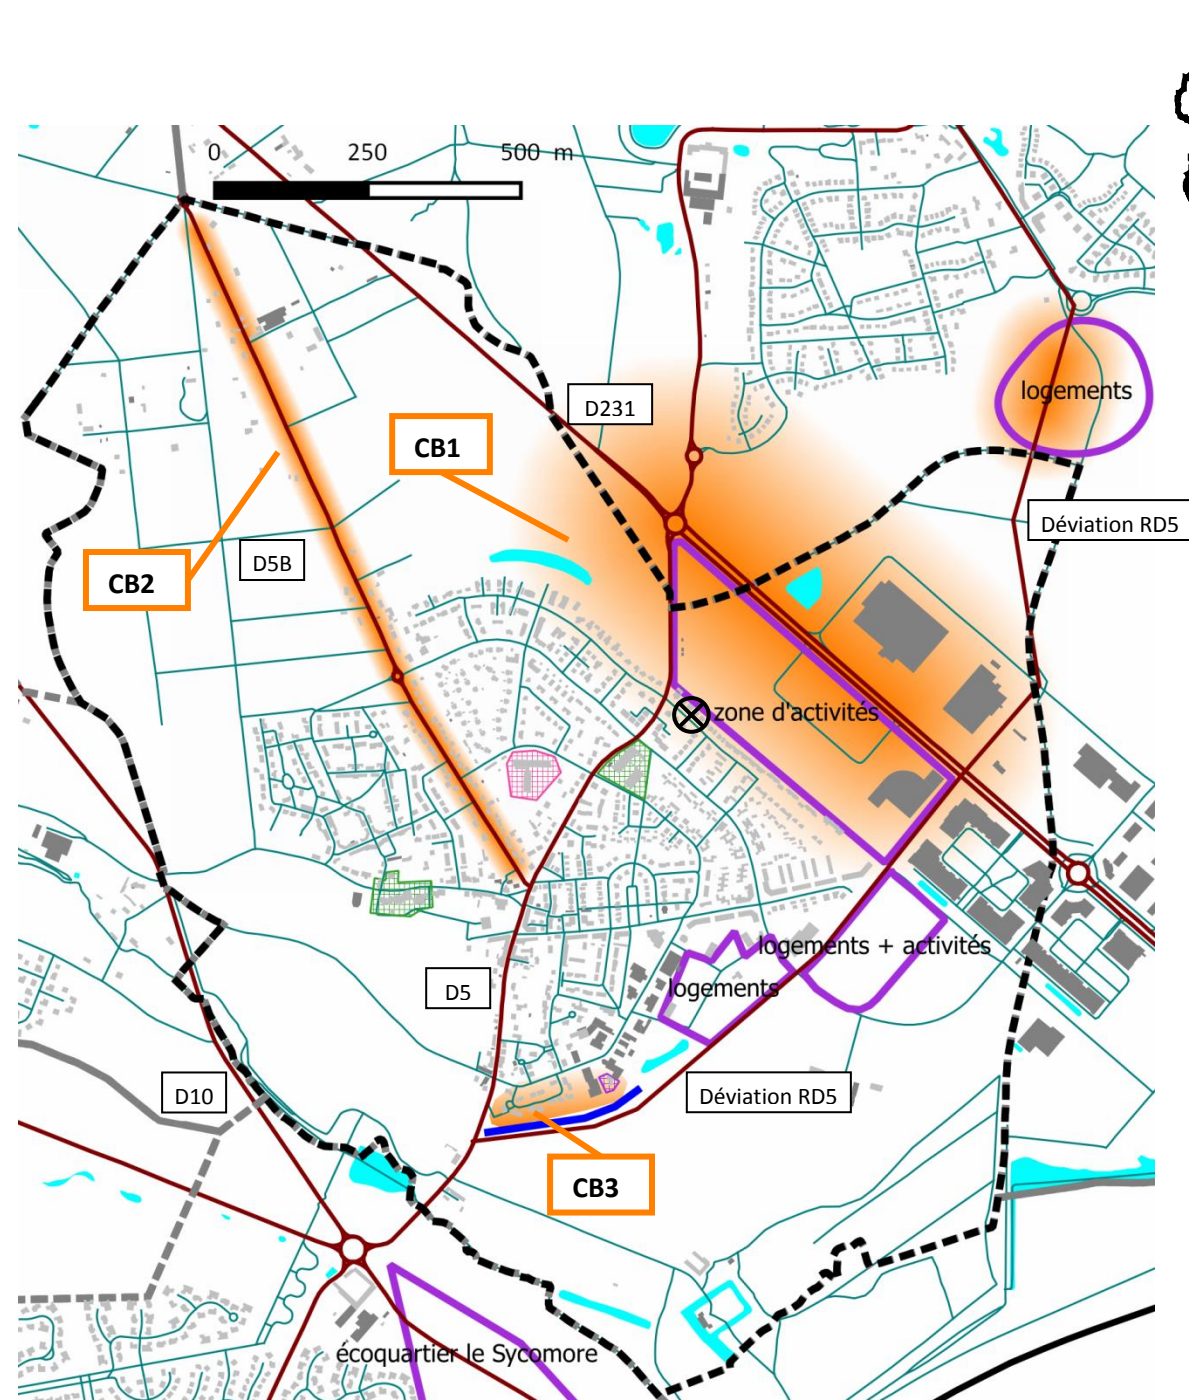 0 250 500 m
logements
D231
CB1
Déviation RD5
D5B
CB2
zone d'activités
logements + activités
logements
D5
D10
Déviation RD5
CB3
écoquartier le Sycomore